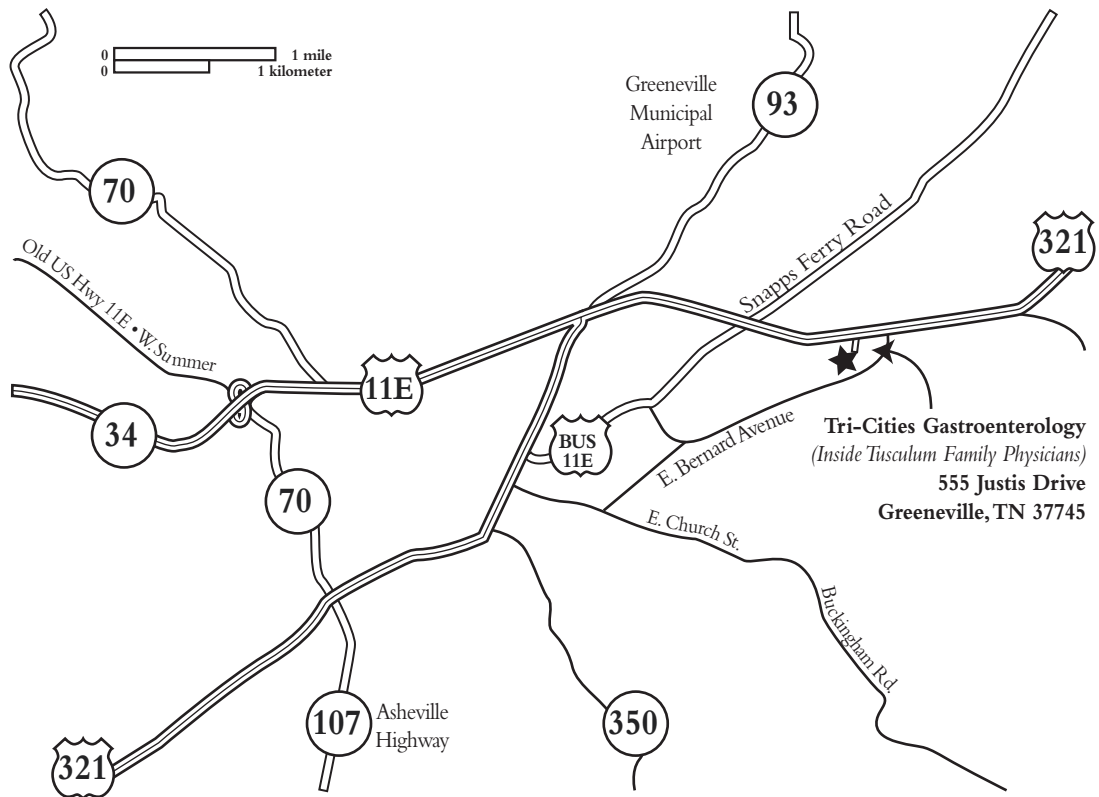 0 1 mile
0 1 kilometer
Greeneville
Municipal
Airport
93
70
Snapps Ferry Road
321
Old US Hwy 11E • W. Summer
11E
34
BUS
11E
E. Bernard Avenue
Tri-Cities Gastroenterology
(Inside Tusculum Family Physicians)
555 Justis Drive
Greeneville, TN 37745
70
E. Church St.
Buckingham Rd.
107
Asheville
Highway
350
321